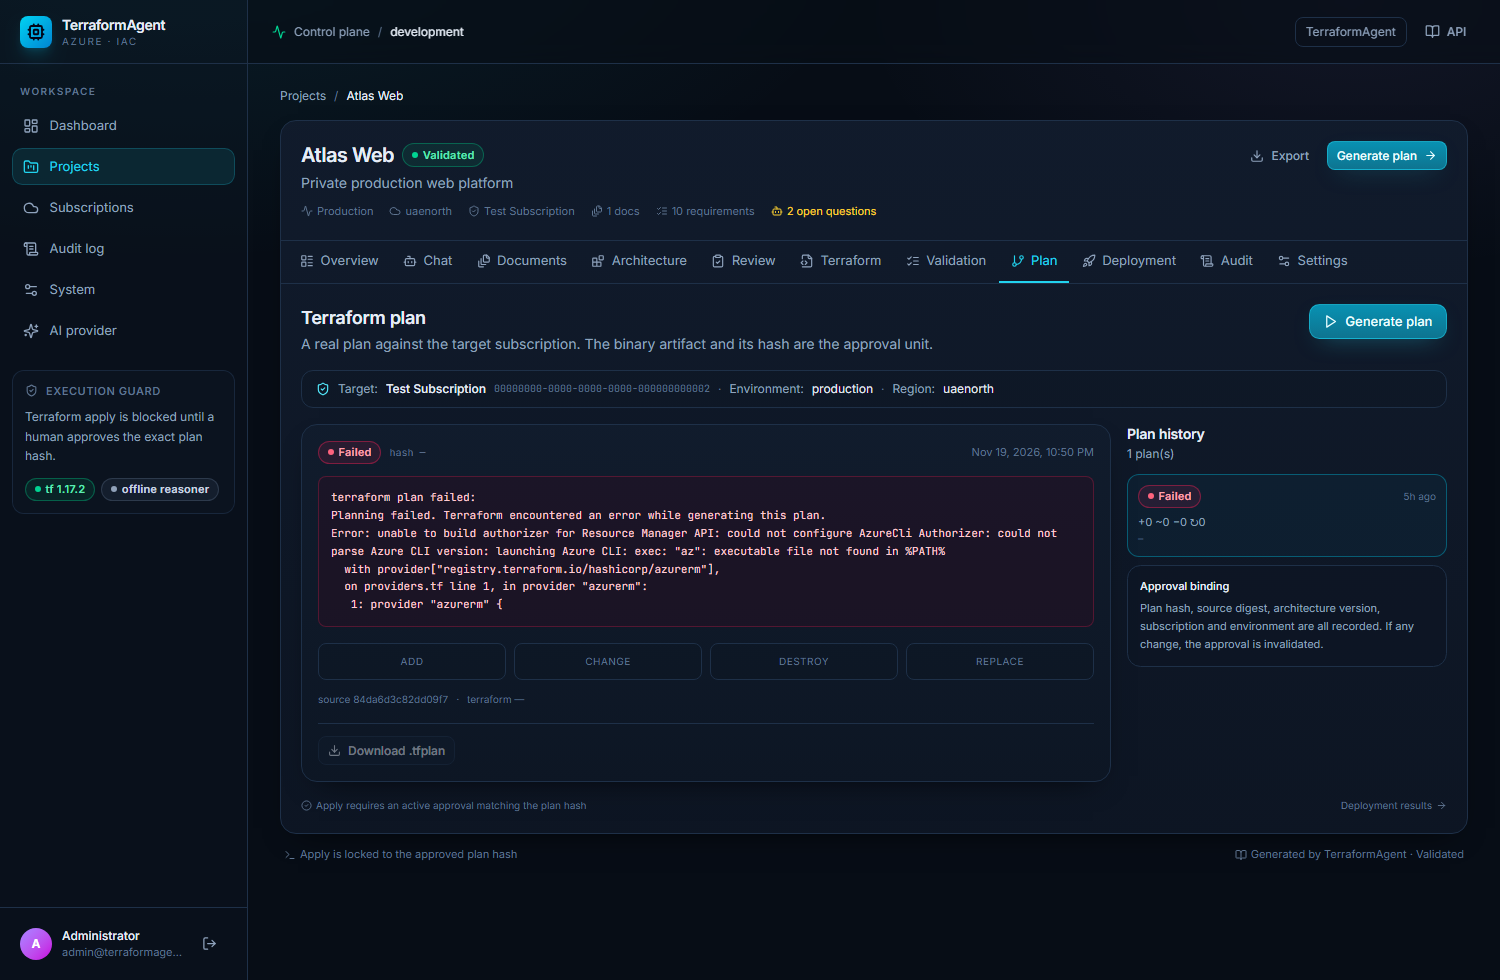 TerraformAgent
AZURE · IAC
Control plane / development
TerraformAgent
API
WORKSPACE
Dashboard
Projects
Subscriptions
Audit log
System
AI provider
EXECUTION GUARD
Terraform apply is blocked until a
human approves the exact plan
hash.
tf 1.17.2
offline reasoner
Administrator
admin@terraformage...
A
Projects / Atlas Web
Atlas Web
Validated
Export
Generate plan
Private production web platform
Production
uaenorth
Test Subscription
1 docs
10 requirements
2 open questions
Overview
Chat
Documents
Architecture
Review
Terraform
Validation
Plan
Deployment
Audit
Settings
Terraform plan
Generate plan
A real plan against the target subscription. The binary artifact and its hash are the approval unit.
Target: Test Subscription 00000000-0000-0000-0000-000000000002 · Environment: production · Region: uaenorth
Failed
hash —
Nov 19, 2026, 10:50 PM
terraform plan failed:
Planning failed. Terraform encountered an error while generating this plan.
Error: unable to build authorizer for Resource Manager API: could not configure AzureCli Authorizer: could not
parse Azure CLI version: launching Azure CLI: exec: "az": executable file not found in %PATH%
with provider["registry.terraform.io/hashicorp/azurerm"],
on providers.tf line 1, in provider "azurerm":
1: provider "azurerm" {
ADD
CHANGE
DESTROY
REPLACE
source 84da6d3c82dd09f7 · terraform —
Download .tfplan
Plan history
1 plan(s)
Failed
5h ago
+0 ~0 −0 ↻0
—
Approval binding
Plan hash, source digest, architecture version,
subscription and environment are all recorded. If any
change, the approval is invalidated.
Apply requires an active approval matching the plan hash
Deployment results →
Apply is locked to the approved plan hash
Generated by TerraformAgent · Validated